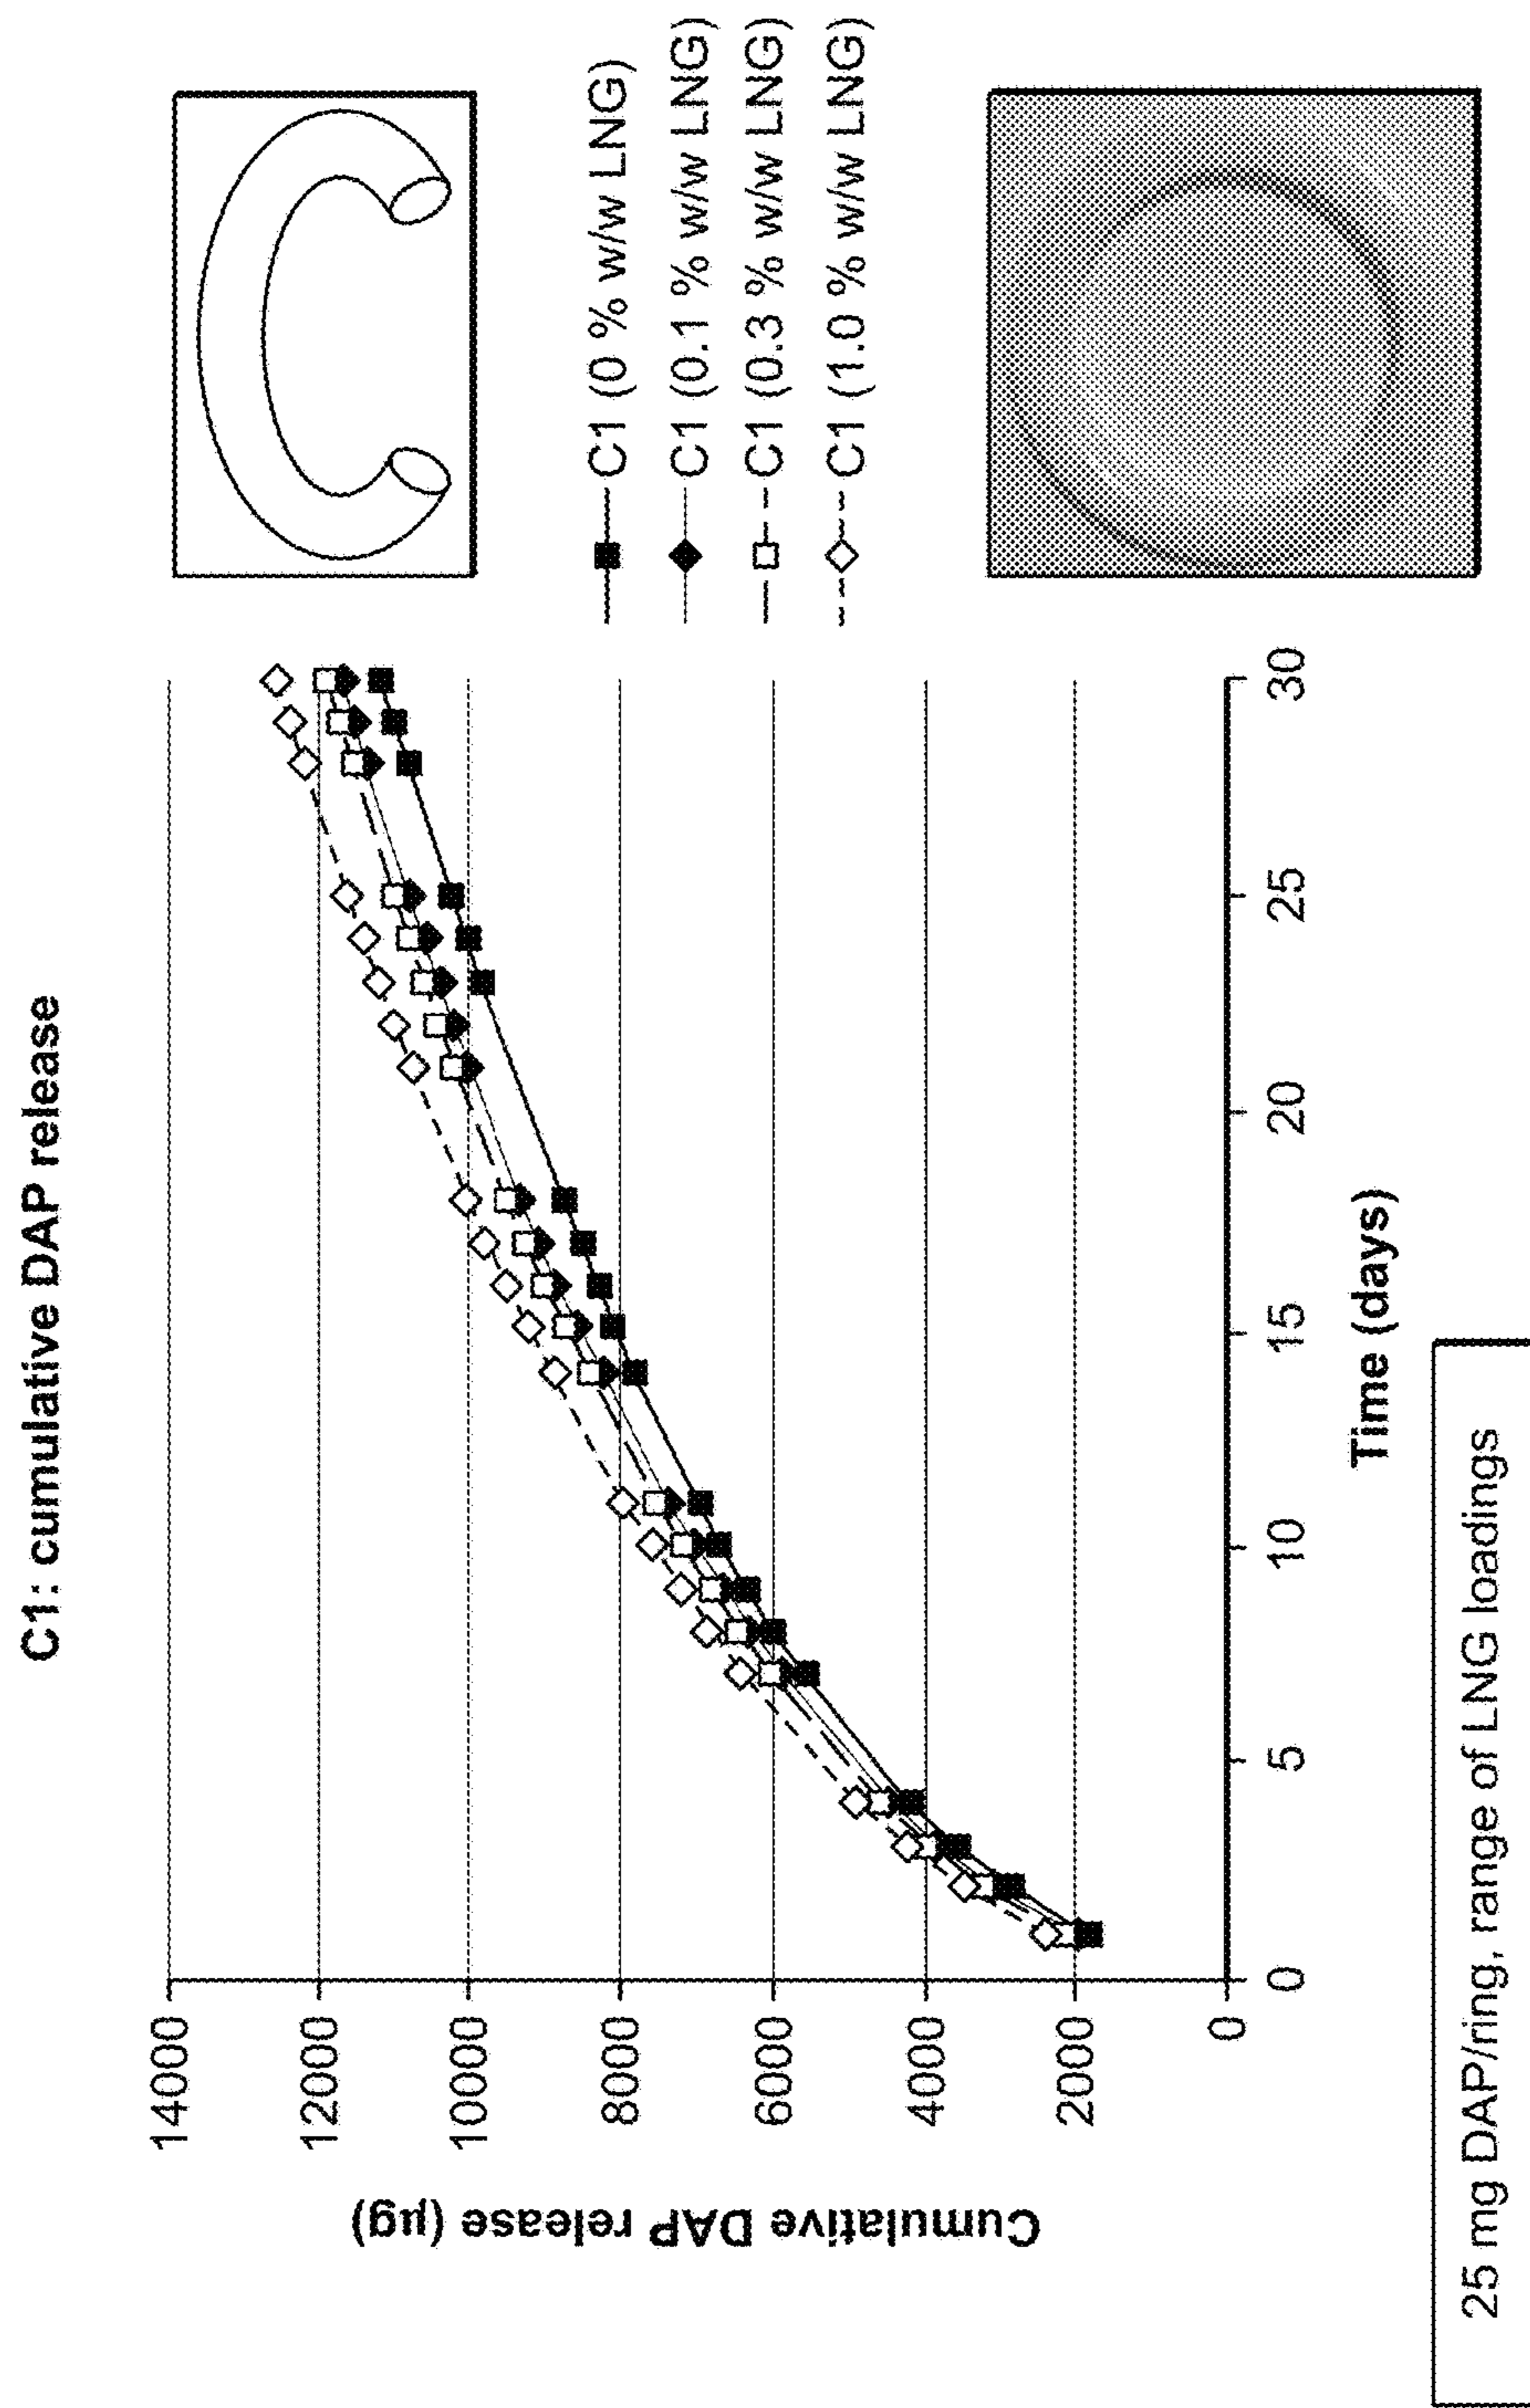 C1: cumulative DAP release
Cumulative DAP release (µg)
14000
12000
10000
8000
6000
4000
2000
0
0 5 10 15 20 25 30
Time (days)
C1 (0 % w/w LNG)
C1 (0.1 % w/w LNG)
C1 (0.3 % w/w LNG)
C1 (1.0 % w/w LNG)
25 mg DAP/ring, range of LNG loadings